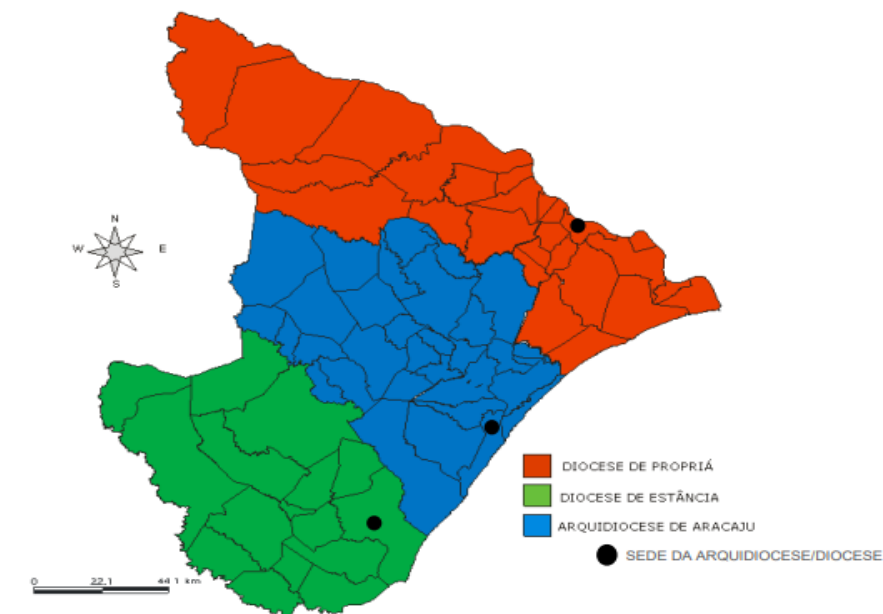 N
W E
S
DIOCESE DE PROPRIÁ
DIOCESE DE ESTÂNCIA
ARQUIDIOCESE DE ARACAJU
SEDE DA ARQUIDIOCESE/DIOCESE
0 22,1 44,1 km